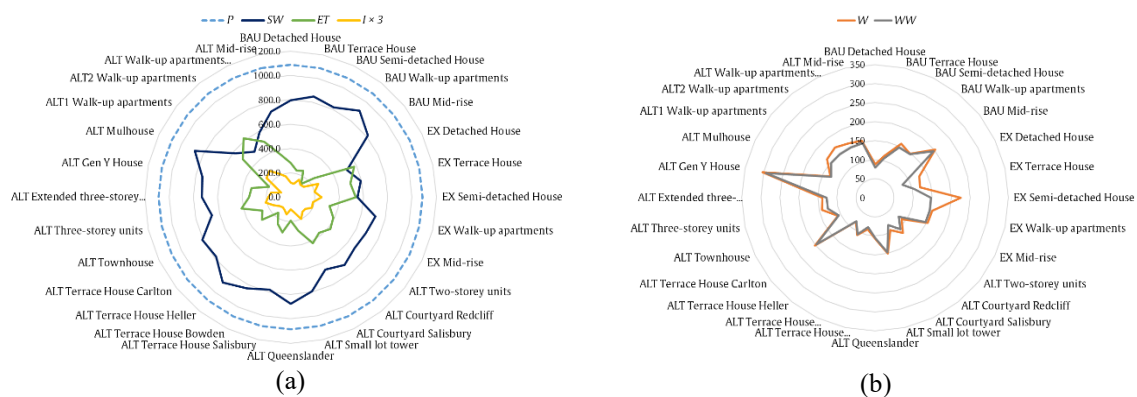 P SW ET I × 3
BAU Detached House
ALT Mid-rise
BAU Terrace House
ALT Walk-up apartments...
BAU Semi-detached House
ALT2 Walk-up apartments
BAU Walk-up apartments
ALT1 Walk-up apartments
BAU Mid-rise
ALT Mulhouse
EX Detached House
ALT Gen Y House
EX Terrace House
ALT Extended three-storey ...
EX Semi-detached House
ALT Three-storey units
EX Walk-up apartments
ALT Townhouse
EX Mid-rise
ALT Terrace House Carlton
ALT Two-storey units
ALT Terrace House Heller
ALT Courtyard Redcliff
ALT Terrace House Bowden
ALT Courtyard Salisbury
ALT Terrace House Salisbury
ALT Small lot tower
ALT Queenslander
1200.0
1000.0
800.0
600.0
400.0
200.0
0.0
(a)
W WW
BAU Detached House
ALT Mid-rise
BAU Terrace House
ALT Walk-up apartments...
BAU Semi-detached House
ALT2 Walk-up apartments
BAU Walk-up apartments
ALT1 Walk-up apartments
BAU Mid-rise
ALT Mulhouse
EX Detached House
ALT Gen Y House
EX Terrace House
ALT Extended three-...
EX Semi-detached House
ALT Three-storey units
EX Walk-up apartments
ALT Townhouse
EX Mid-rise
ALT Terrace House Carlton
ALT Two-storey units
ALT Terrace House Heller
ALT Courtyard Redcliff
ALT Terrace House...
ALT Courtyard Salisbury
ALT Terrace House...
ALT Small lot tower
ALT Queenslander
350
300
250
200
150
100
50
0
(b)